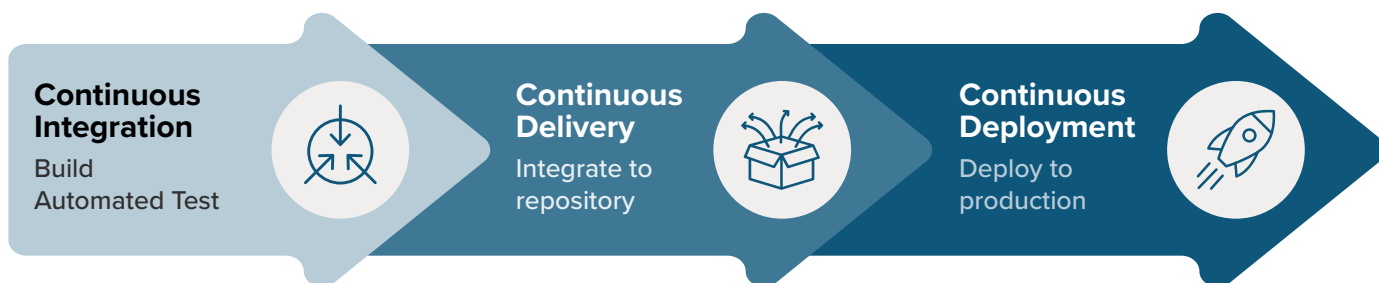 Continuous
Integration
Build
Automated Test
Continuous
Delivery
Integrate to
repository
Continuous
Deployment
Deploy to
production